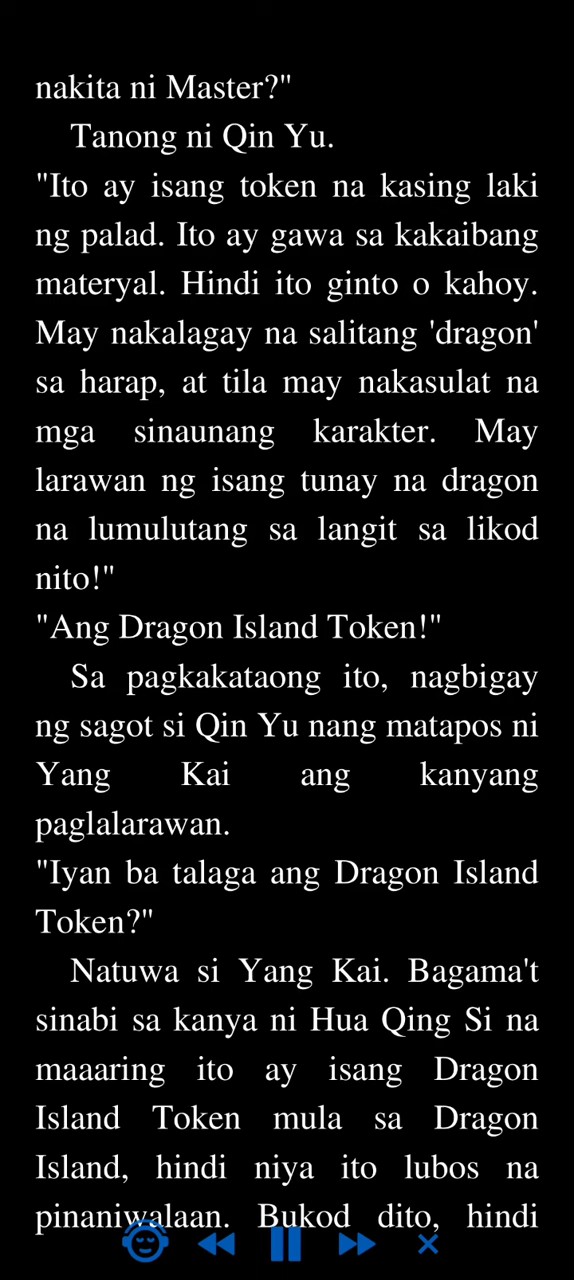 nakita ni Master?"
Tanong ni Qin Yu.
"Ito ay isang token na kasing laki
ng palad. Ito ay gawa sa kakaibang
materyal. Hindi ito ginto o kahoy.
May nakalagay na salitang 'dragon'
sa harap, at tila may nakasulat na
mga sinaunang karakter. May
larawan ng isang tunay na dragon
na lumulutang sa langit sa likod
nito!"
"Ang Dragon Island Token!"
Sa pagkakataong ito, nagbigay
ng sagot si Qin Yu nang matapos ni
Yang Kai ang kanyang
paglalarawan.
"Iyan ba talaga ang Dragon Island
Token?"
Natuwa si Yang Kai. Bagama't
sinabi sa kanya ni Hua Qing Si na
maaaring ito ay isang Dragon
Island Token mula sa Dragon
Island, hindi niya ito lubos na
pinaniwalaan. Bukod dito, hindi